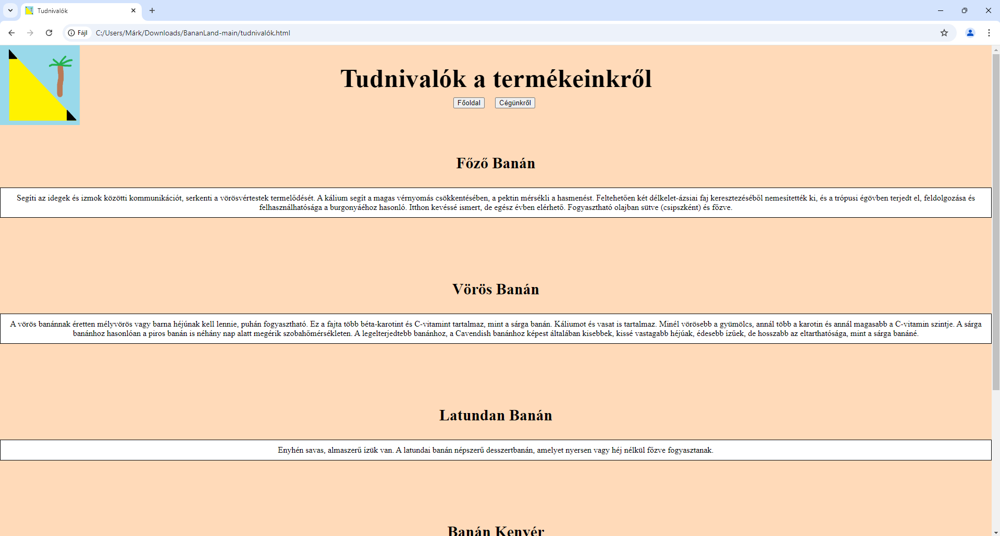 Tudnivalók
Fájl C:/Users/Márk/Downloads/BananLand-main/tudnivalók.html
Tudnivalók a termékeinkről
Főoldal Cégünkről
Főző Banán
Segíti az idegek és izmok közötti kommunikációt, serkenti a vörösvértestek termelődését. A kálium segít a magas vérnyomás csökkentésében, a pektin mérsékli a hasmenést. Feltehetően két délkelet-ázsiai faj keresztezéséből nemesítették ki, és a trópusi égövben terjedt el, feldolgozása és
felhasználhatósága a burgonyáéhoz hasonló. Itthon kevéssé ismert, de egész évben elérhető. Fogyasztható olajban sütve (csipszként) és főzve.
Vörös Banán
A vörös banánnak éretten mélyvörös vagy barna héjúnak kell lennie, puhán fogyasztható. Ez a fajta több béta-karotint és C-vitamint tartalmaz, mint a sárga banán. Káliumot és vasat is tartalmaz. Minél vörösebb a gyümölcs, annál több a karotin és annál magasabb a C-vitamin szintje. A sárga
banánhoz hasonlóan a piros banán is néhány nap alatt megérik szobahőmérsékleten. A legelterjedtebb banánhoz, a Cavendish banánhoz képest általában kisebbek, kissé vastagabb héjúak, édesebb ízűek, de hosszabb az eltarthatósága, mint a sárga banáné.
Latundan Banán
Enyhén savas, almaszerű ízük van. A latundai banán népszerű desszertbanán, amelyet nyersen vagy héj nélkül főzve fogyasztanak.
Banán Kenyér